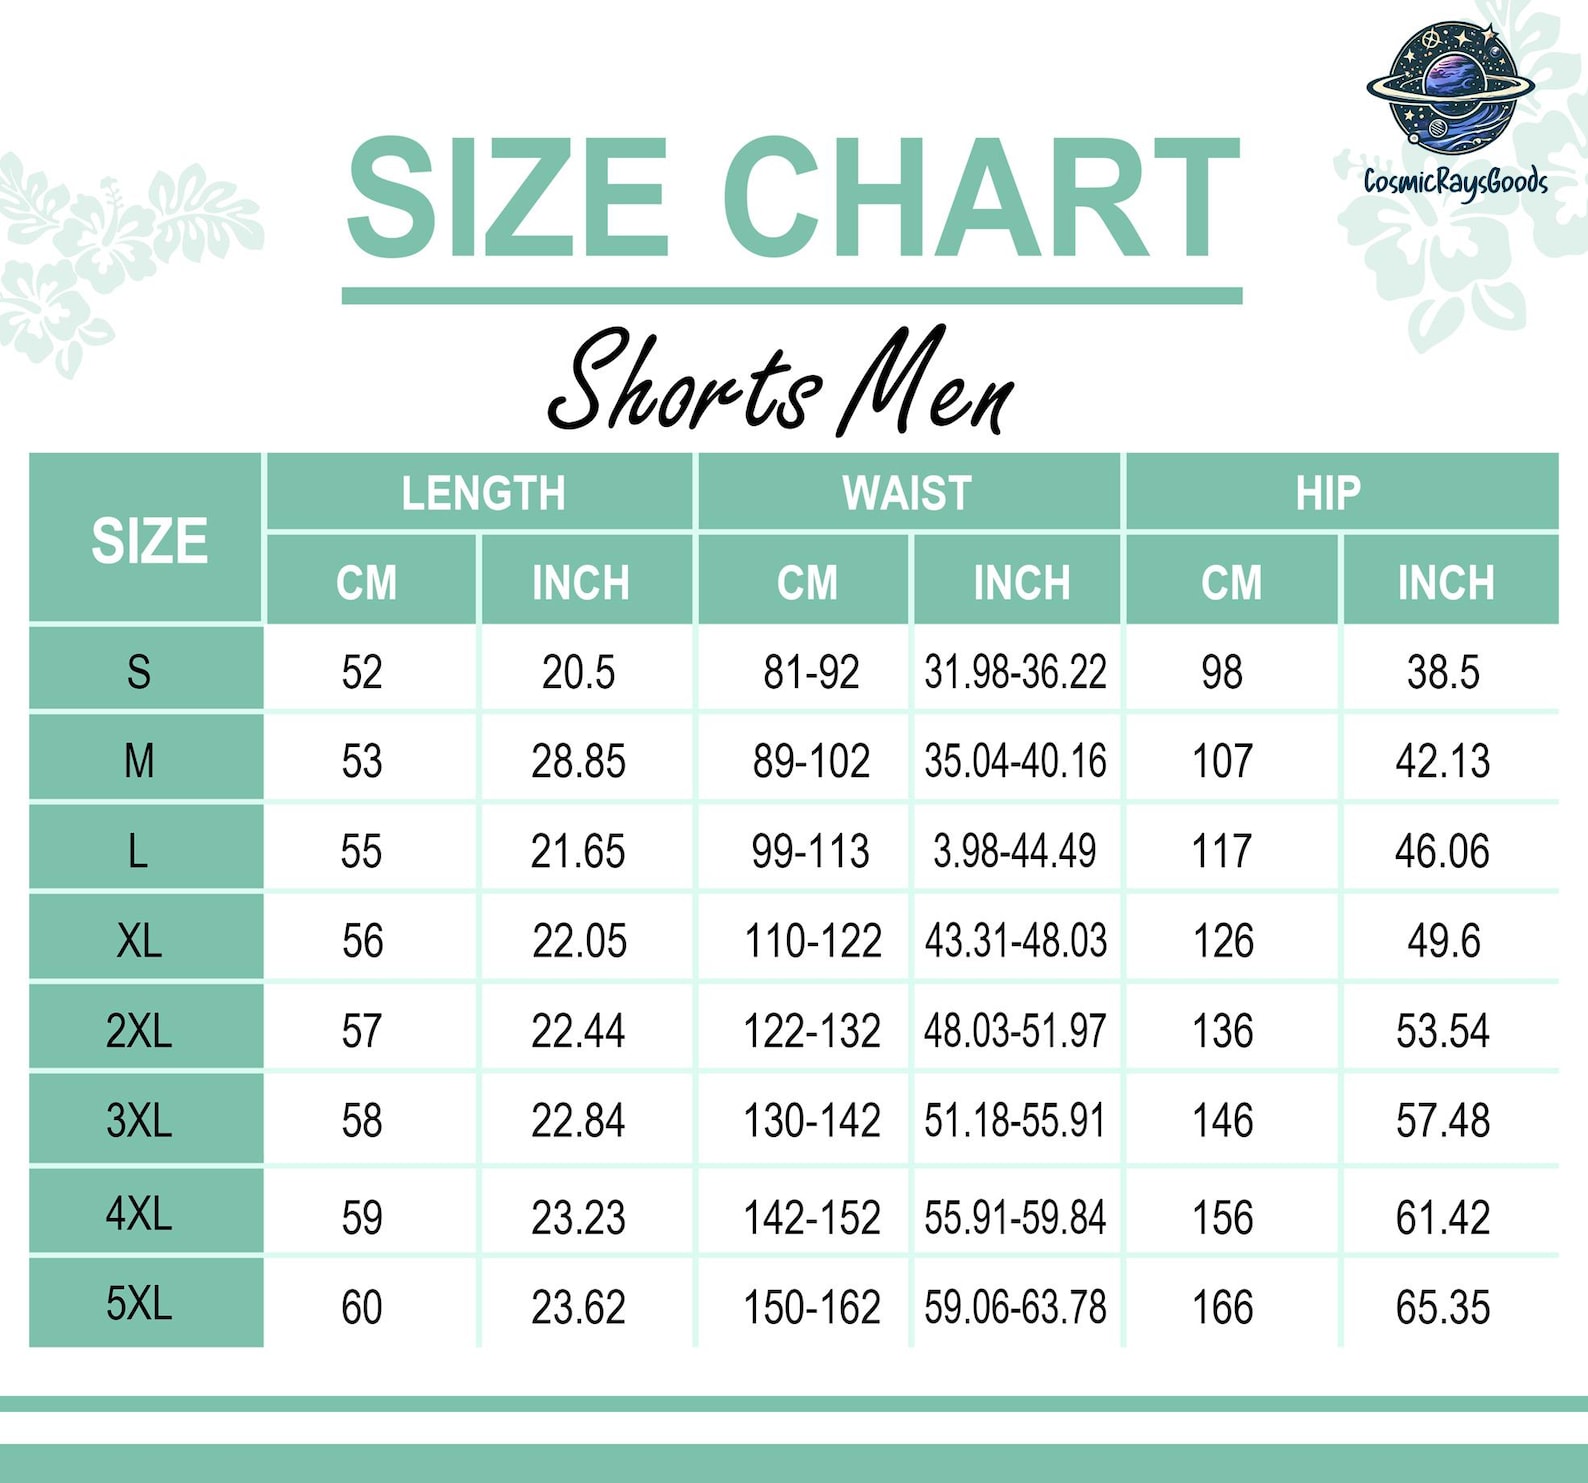 CosmicRaysGoods
SIZE CHART
Shorts Men
SIZE LENGTH WAIST HIP
CM INCH CM INCH CM INCH
S 52 20.5 81-92 31.98-36.22 98 38.5
M 53 28.85 89-102 35.04-40.16 107 42.13
L 55 21.65 99-113 3.98-44.49 117 46.06
XL 56 22.05 110-122 43.31-48.03 126 49.6
2XL 57 22.44 122-132 48.03-51.97 136 53.54
3XL 58 22.84 130-142 51.18-55.91 146 57.48
4XL 59 23.23 142-152 55.91-59.84 156 61.42
5XL 60 23.62 150-162 59.06-63.78 166 65.35